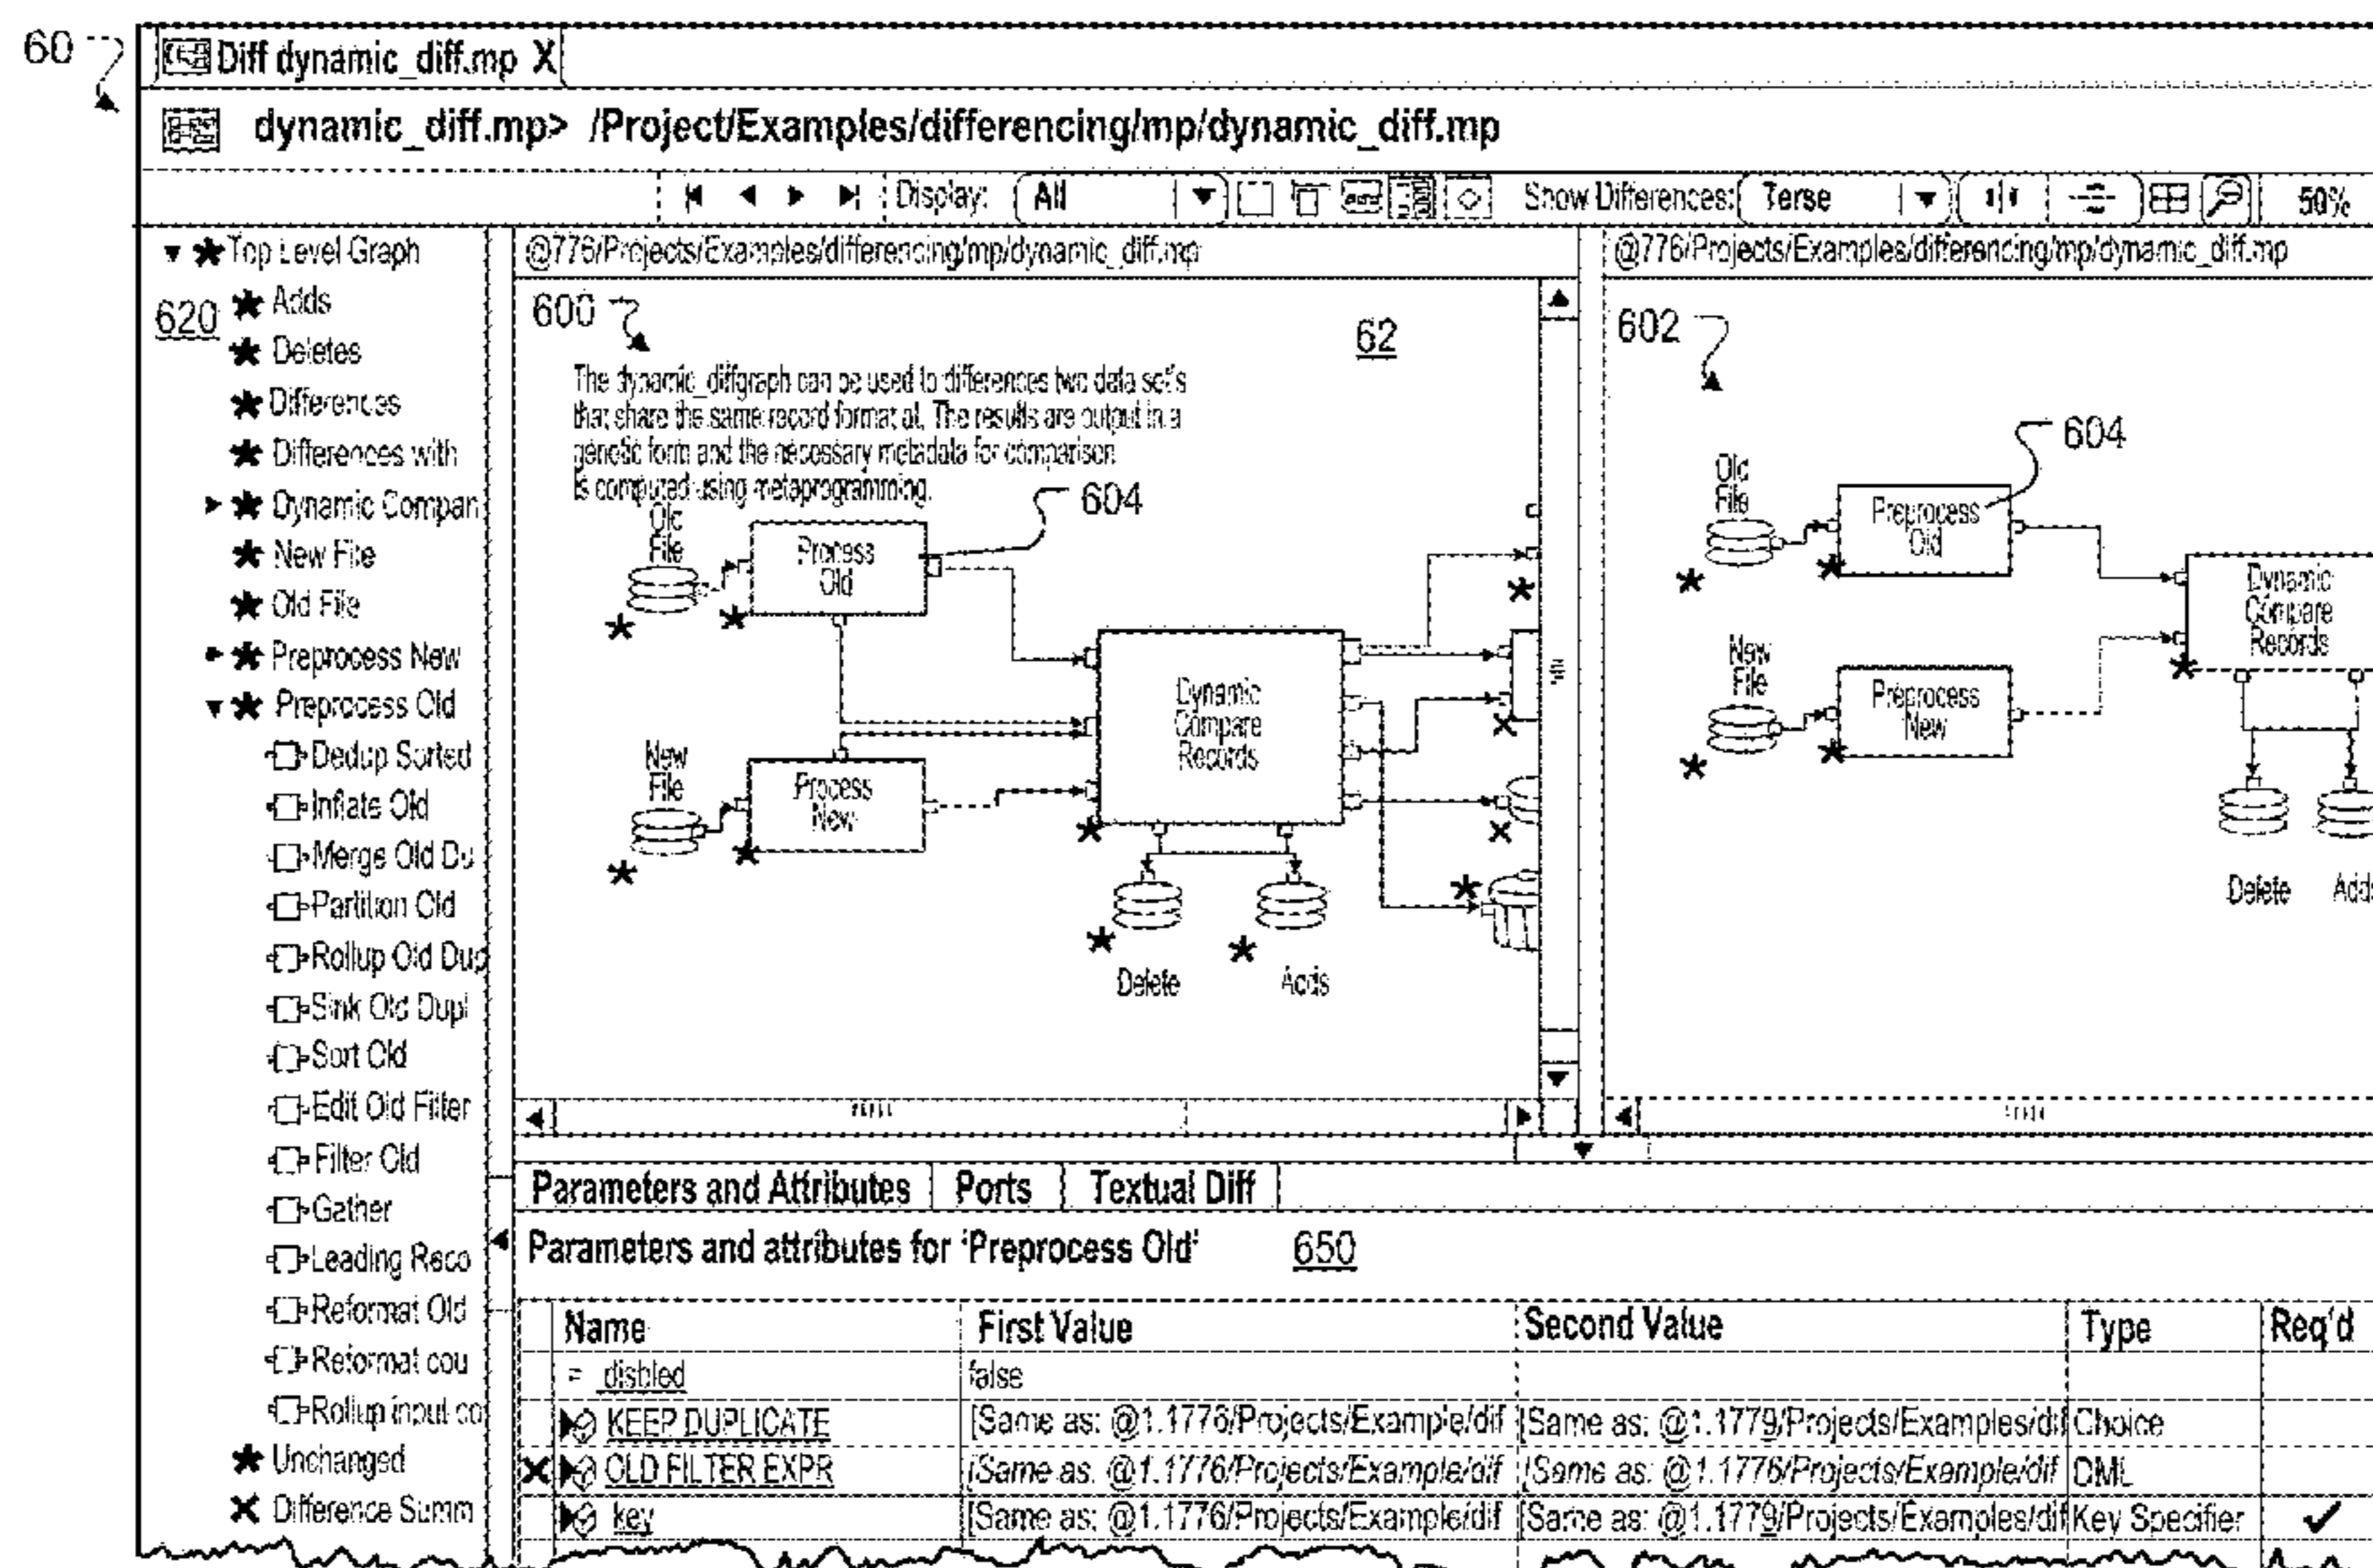 60
Diff dynamic_diff.mp X
dynamic_diff.mp> /Project/Examples/differencing/mp/dynamic_diff.mp
Display: All Show Differences: Terse 50%
Top Level Graph
620
Adds
Deletes
Differences
Differences with
Dynamic Compan
New File
Old File
Preprocess New
Preprocess Old
Dedup Sorted
Inflate Old
Merge Old Du
Partition Old
Rollup Old Dup
Sink Old Dupl
Sort Old
Edit Old Filter
Filter Old
Gather
Leading Reco
Reformat Old
Reformat cou
Rollup input co
Unchanged
Difference Summ
@776/Projects/Examples/differencing/mp/dynamic_diff.mp
600
62
The dynamic_diffgraph can be used to differences two data set's
that share the same record format at. The results are output in a
genetic form and the necessary metadata for comparison
is computed using metaprogramming.
Old
File
Process
Old
604
New
File
Process
New
Dynamic
Compare
Records
Delete
Adds
@776/Projects/Examples/differencing/mp/dynamic_diff.mp
602
604
Old
File
Preprocess
Old
New
File
Preprocess
New
Dynamic
Compare
Records
Delete
Adds
Parameters and Attributes Ports Textual Diff
Parameters and attributes for 'Preprocess Old' 650
Name First Value Second Value Type Req'd
= disbled false
KEEP DUPLICATE [Same as: @1.1776/Projects/Example/dif [Same as: @1.1779/Projects/Examples/dif Choice
OLD FILTER EXPR [Same as: @1.1776/Projects/Example/dif [Same as: @1.1776/Projects/Example/dif DML
key [Same as: @1.1776/Projects/Example/dif [Same as: @1.1779/Projects/Examples/dif Key Specifier ✓